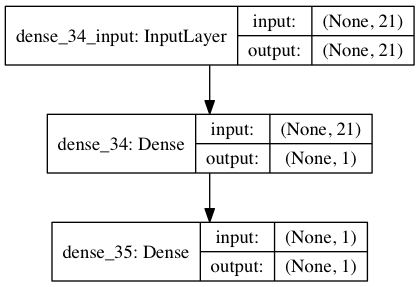 dense_34_input: InputLayer
input: (None, 21)
output: (None, 21)
dense_34: Dense
input: (None, 21)
output: (None, 1)
dense_35: Dense
input: (None, 1)
output: (None, 1)